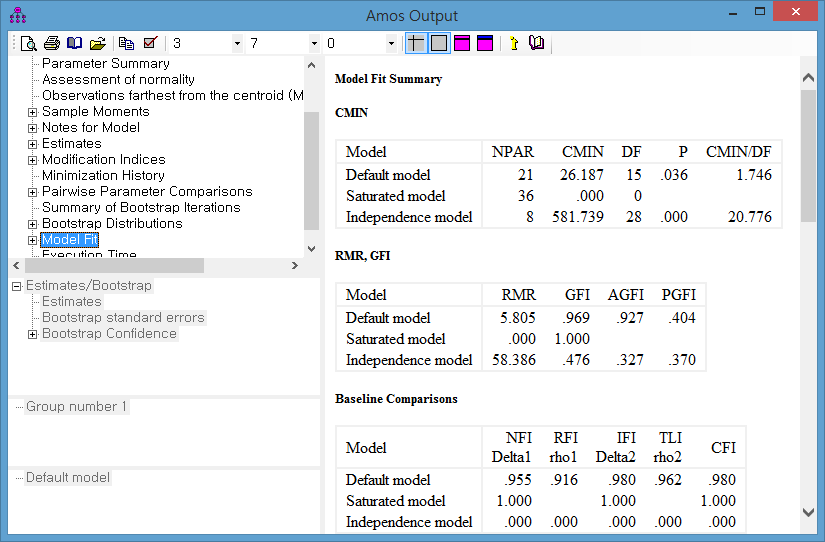 Amos Output
3 7 0
Parameter Summary
Assessment of normality
Observations farthest from the centroid (M
Sample Moments
Notes for Model
Estimates
Modification Indices
Minimization History
Pairwise Parameter Comparisons
Summary of Bootstrap Iterations
Bootstrap Distributions
Model Fit
Execution Time
Estimates/Bootstrap
Estimates
Bootstrap standard errors
Bootstrap Confidence
Group number 1
Default model
Model Fit Summary
CMIN
Model NPAR CMIN DF P CMIN/DF
Default model 21 26.187 15 .036 1.746
Saturated model 36 .000 0
Independence model 8 581.739 28 .000 20.776
RMR, GFI
Model RMR GFI AGFI PGFI
Default model 5.805 .969 .927 .404
Saturated model .000 1.000
Independence model 58.386 .476 .327 .370
Baseline Comparisons
Model NFI RFI IFI TLI CFI
Delta1 rho1 Delta2 rho2
Default model .955 .916 .980 .962 .980
Saturated model 1.000 1.000 1.000
Independence model .000 .000 .000 .000 .000